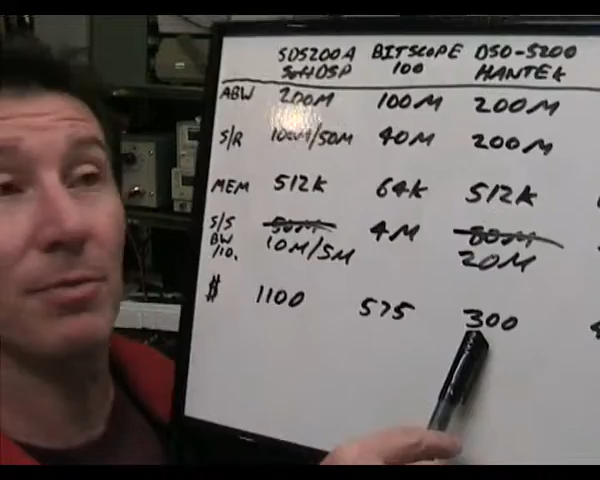 SDS200A BITSCOPE DSO-5200
SoftDSP 100 HANTEK
ABW 200M 100M 200M
S/R 100M/50M 40M 200M
MEM 512K 64K 512K
S/S BW /10. 50M 10M/5M 4M 20M
$ 1100 575 300